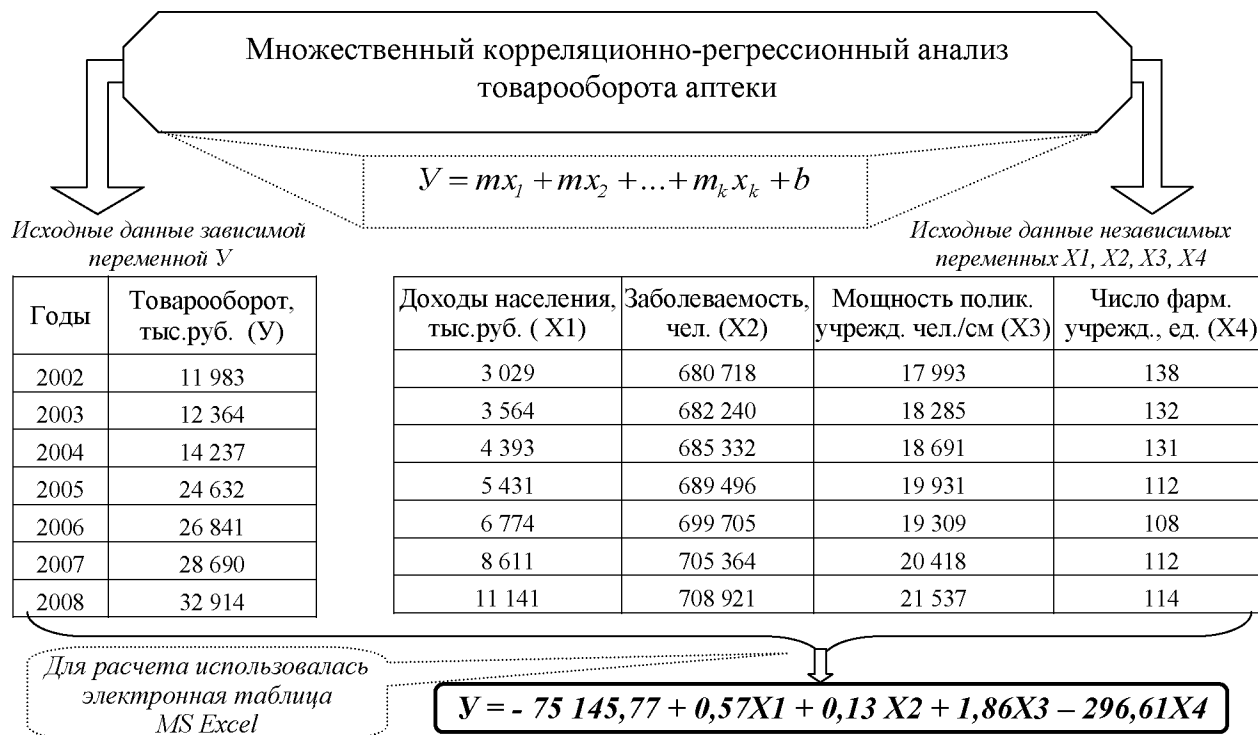 Множественный корреляционно-регрессионный анализ
товарооборота аптеки
У = mx₁ + mx₂ + ... + mₖxₖ + b
Исходные данные зависимой
переменной У
Исходные данные независимых
переменных Х1, Х2, Х3, Х4
Годы Товарооборот,
тыс.руб. (У)
2002 11 983
2003 12 364
2004 14 237
2005 24 632
2006 26 841
2007 28 690
2008 32 914
Доходы населения, Заболеваемость, Мощность полик. Число фарм.
тыс.руб. ( Х1) чел. (Х2) учрежд. чел./см (Х3) учрежд., ед. (Х4)
3 029 680 718 17 993 138
3 564 682 240 18 285 132
4 393 685 332 18 691 131
5 431 689 496 19 931 112
6 774 699 705 19 309 108
8 611 705 364 20 418 112
11 141 708 921 21 537 114
Для расчета использовалась
электронная таблица
MS Excel
У = - 75 145,77 + 0,57Х1 + 0,13 Х2 + 1,86Х3 – 296,61Х4